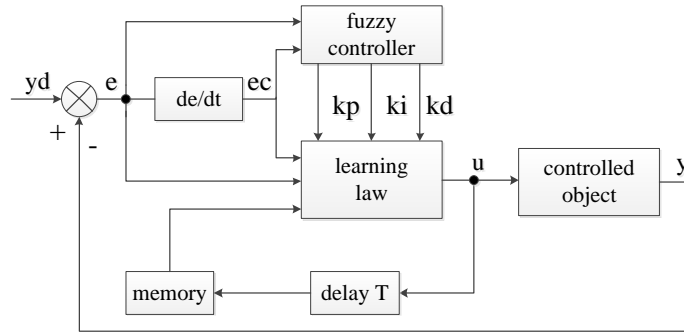 fuzzy
controller
yd
e
de/dt
ec
kp ki kd
+
-
learning
law
u
controlled
object
y
memory
delay T